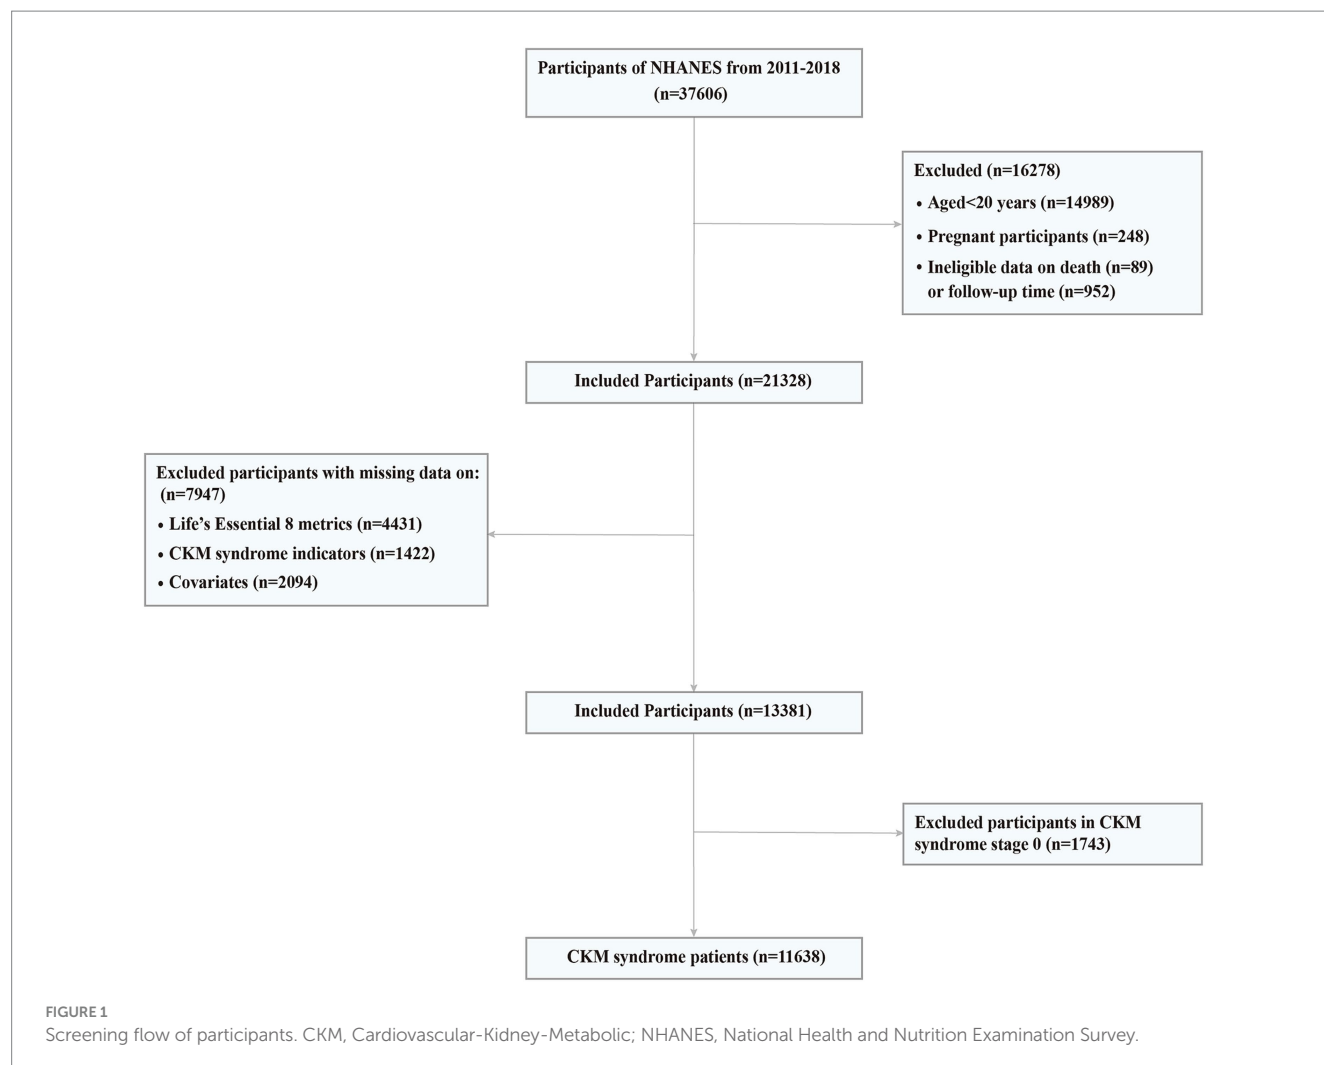 Participants of NHANES from 2011-2018
(n=37606)
Excluded (n=16278)
• Aged<20 years (n=14989)
• Pregnant participants (n=248)
• Ineligible data on death (n=89)
or follow-up time (n=952)
Included Participants (n=21328)
Excluded participants with missing data on:
(n=7947)
• Life’s Essential 8 metrics (n=4431)
• CKM syndrome indicators (n=1422)
• Covariates (n=2094)
Included Participants (n=13381)
Excluded participants in CKM
syndrome stage 0 (n=1743)
CKM syndrome patients (n=11638)
FIGURE 1
Screening flow of participants. CKM, Cardiovascular-Kidney-Metabolic; NHANES, National Health and Nutrition Examination Survey.